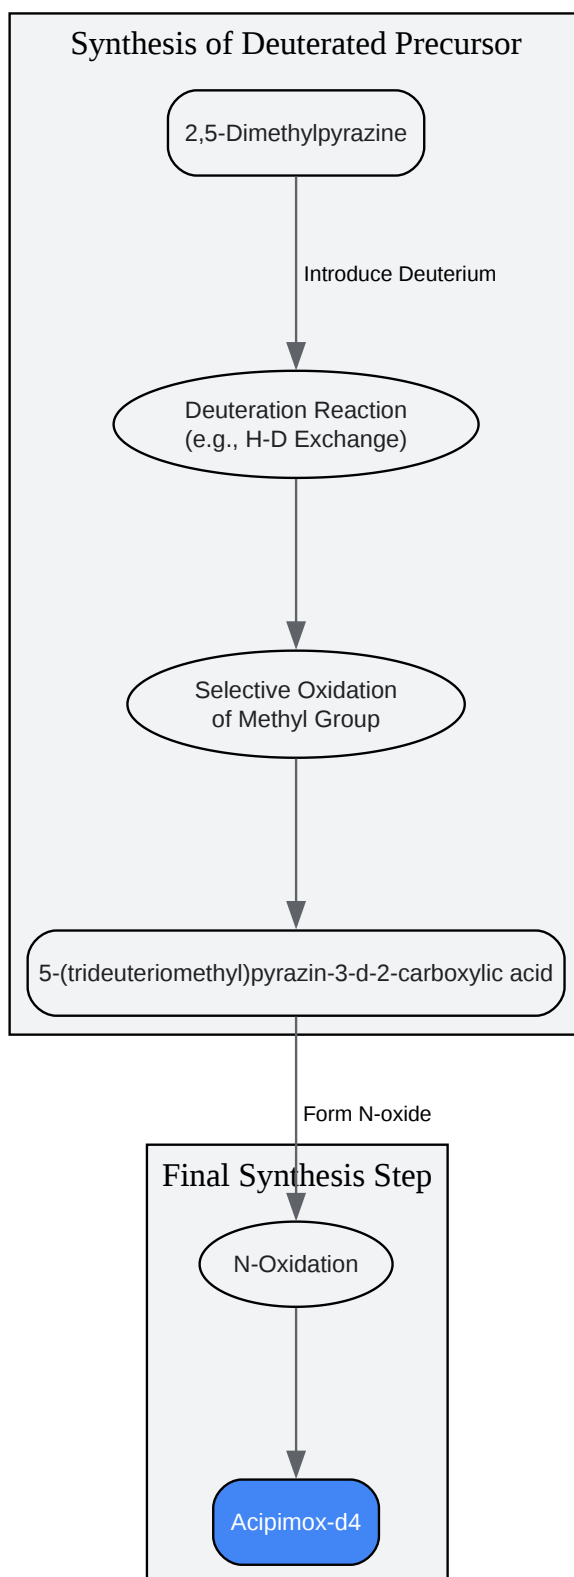 Synthesis of Deuterated Precursor
2,5-Dimethylpyrazine
Introduce Deuterium
Deuteration Reaction
(e.g., H-D Exchange)
Selective Oxidation
of Methyl Group
5-(trideuteriomethyl)pyrazin-3-d-2-carboxylic acid
Form N-oxide
Final Synthesis Step
N-Oxidation
Acipimox-d4